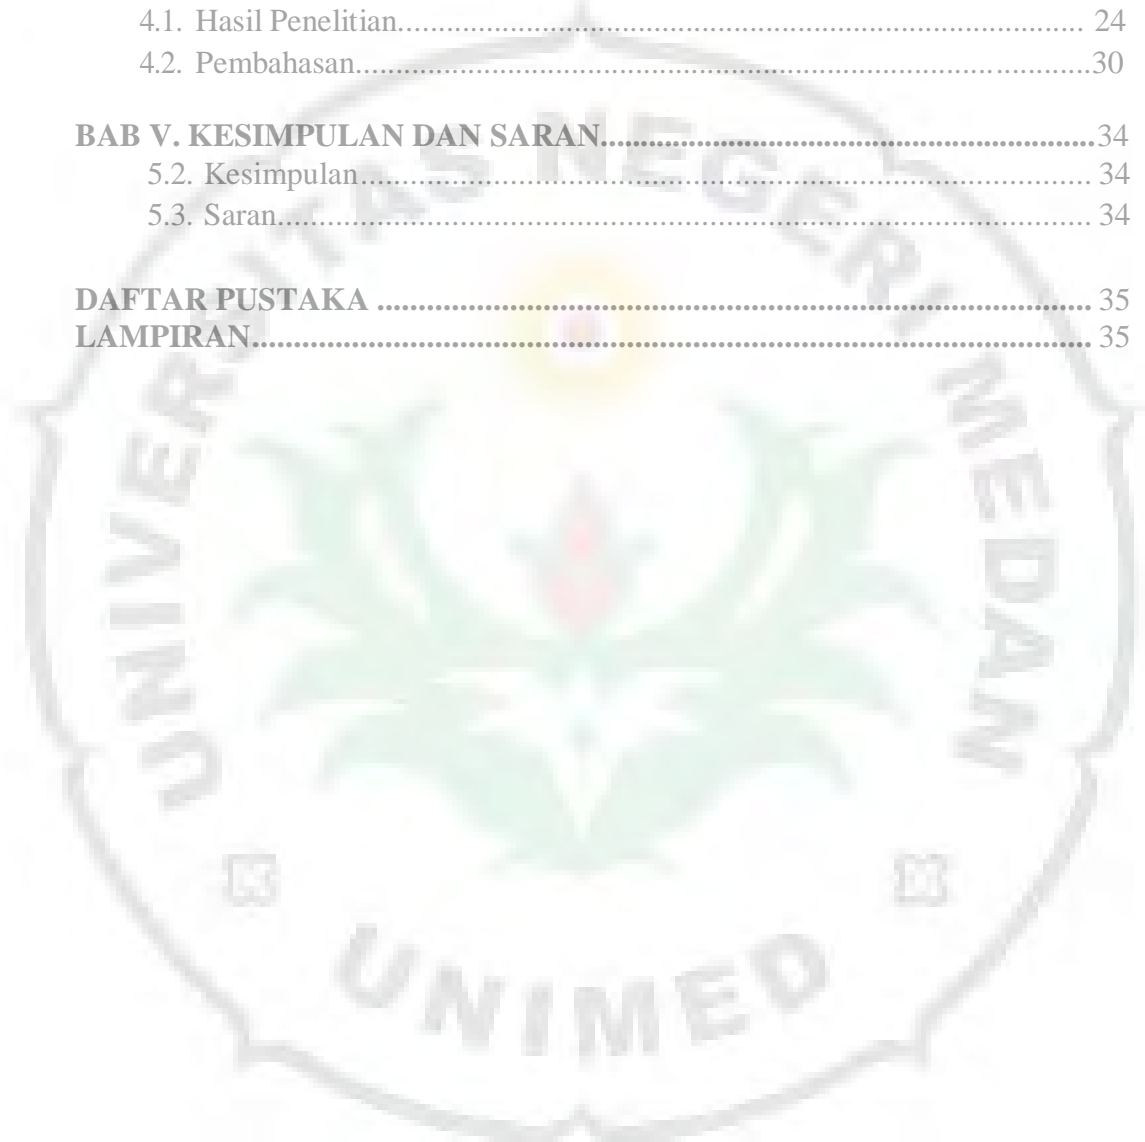 4.1. Hasil Penelitian.................................................................................... 24
4.2. Pembahasan..........................................................................................30
BAB V. KESIMPULAN DAN SARAN............................................................34
5.2. Kesimpulan......................................................................................... 34
5.3. Saran.................................................................................................... 34
DAFTAR PUSTAKA ....................................................................................... 35
LAMPIRAN...................................................................................................... 35
UNIVERSITAS NEGERI MEDAN
UNIMED